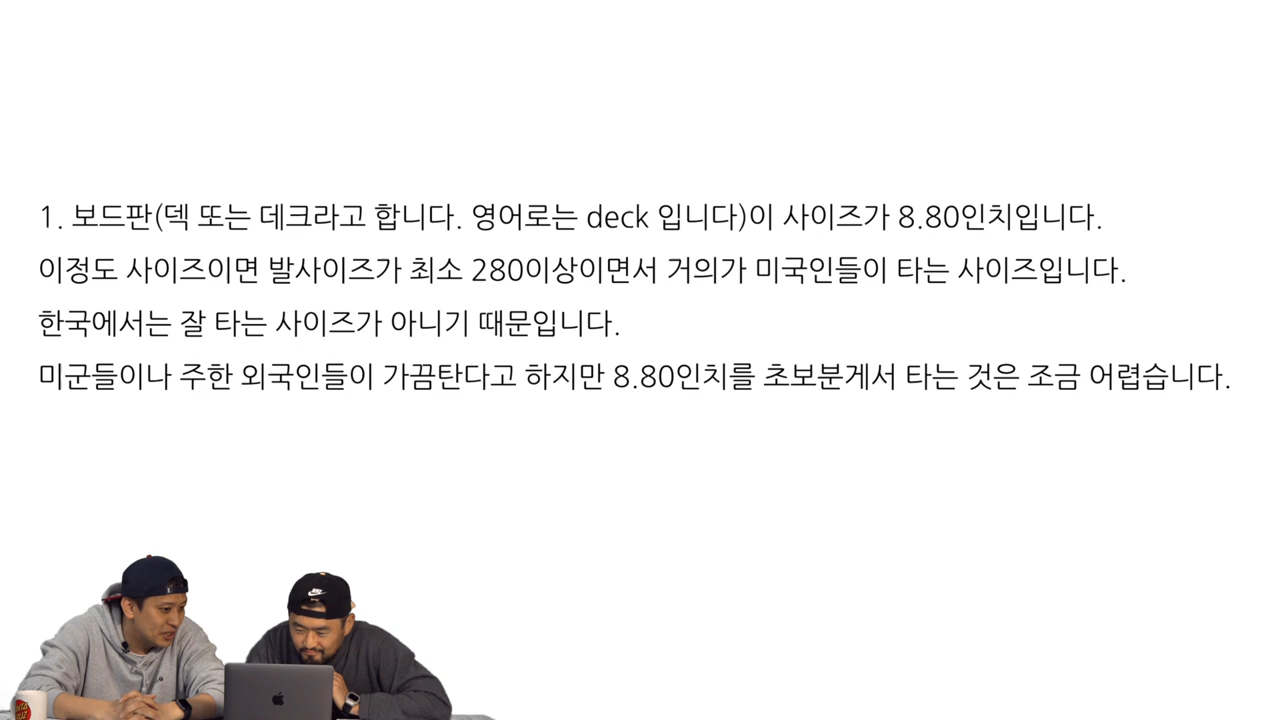 1. 보드판(덱 또는 데크라고 합니다. 영어로는 deck 입니다)이 사이즈가 8.80인치입니다.
이정도 사이즈이면 발사이즈가 최소 280이상이면서 거의가 미국인들이 타는 사이즈입니다.
한국에서는 잘 타는 사이즈가 아니기 때문입니다.
미군들이나 주한 외국인들이 가끔탄다고 하지만 8.80인치를 초보분게서 타는 것은 조금 어렵습니다.